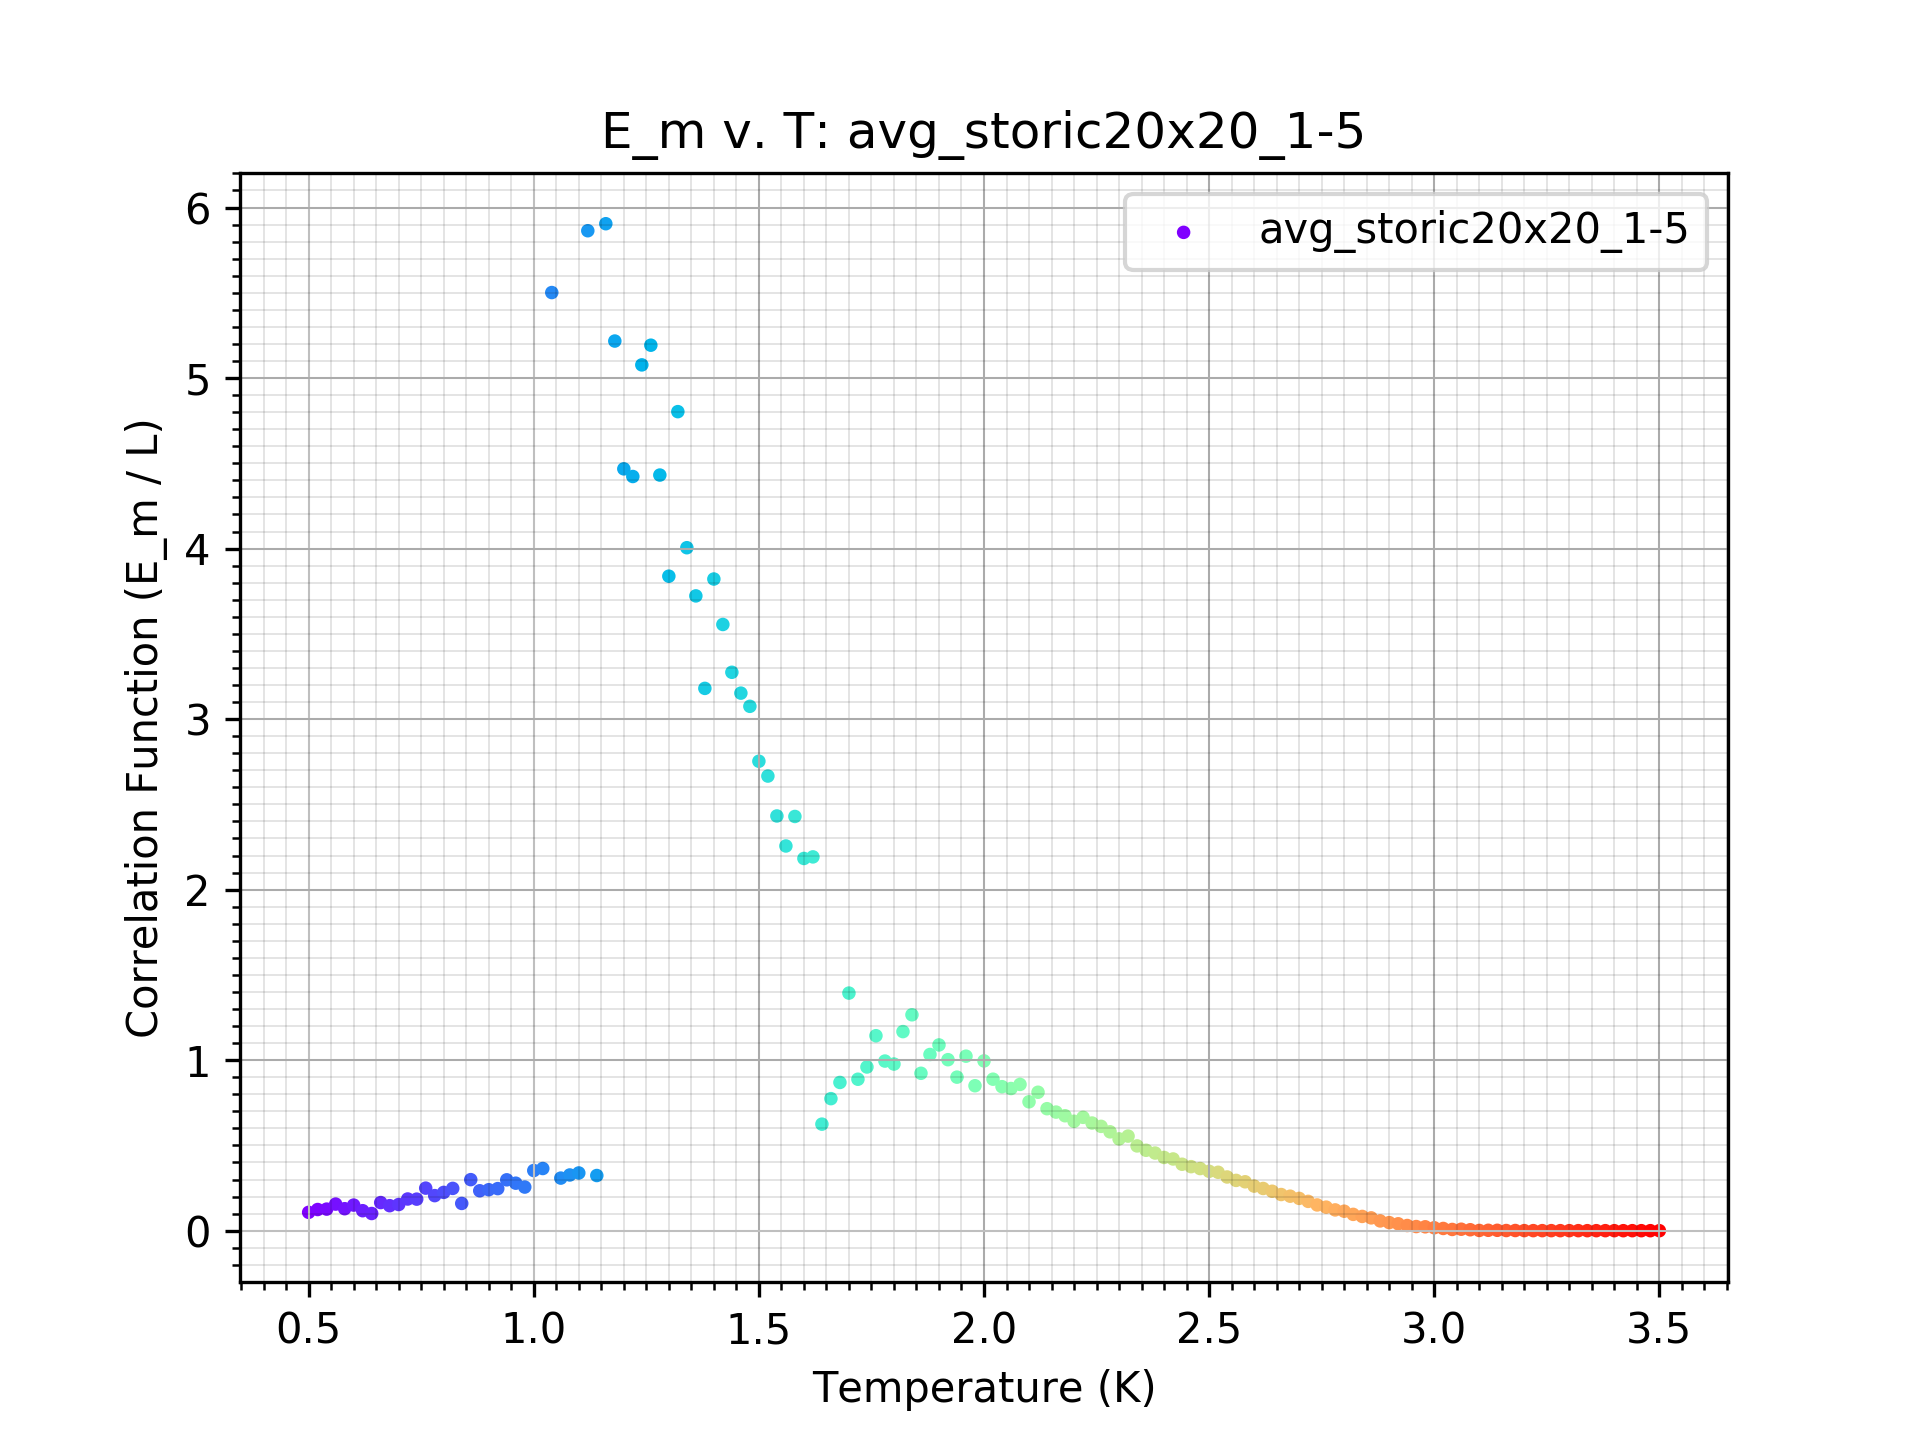 E_m v. T: avg_storic20x20_1-5
avg_storic20x20_1-5
Correlation Function (E_m / L)
6
5
4
3
2
1
0
0.5 1.0 1.5 2.0 2.5 3.0 3.5
Temperature (K)